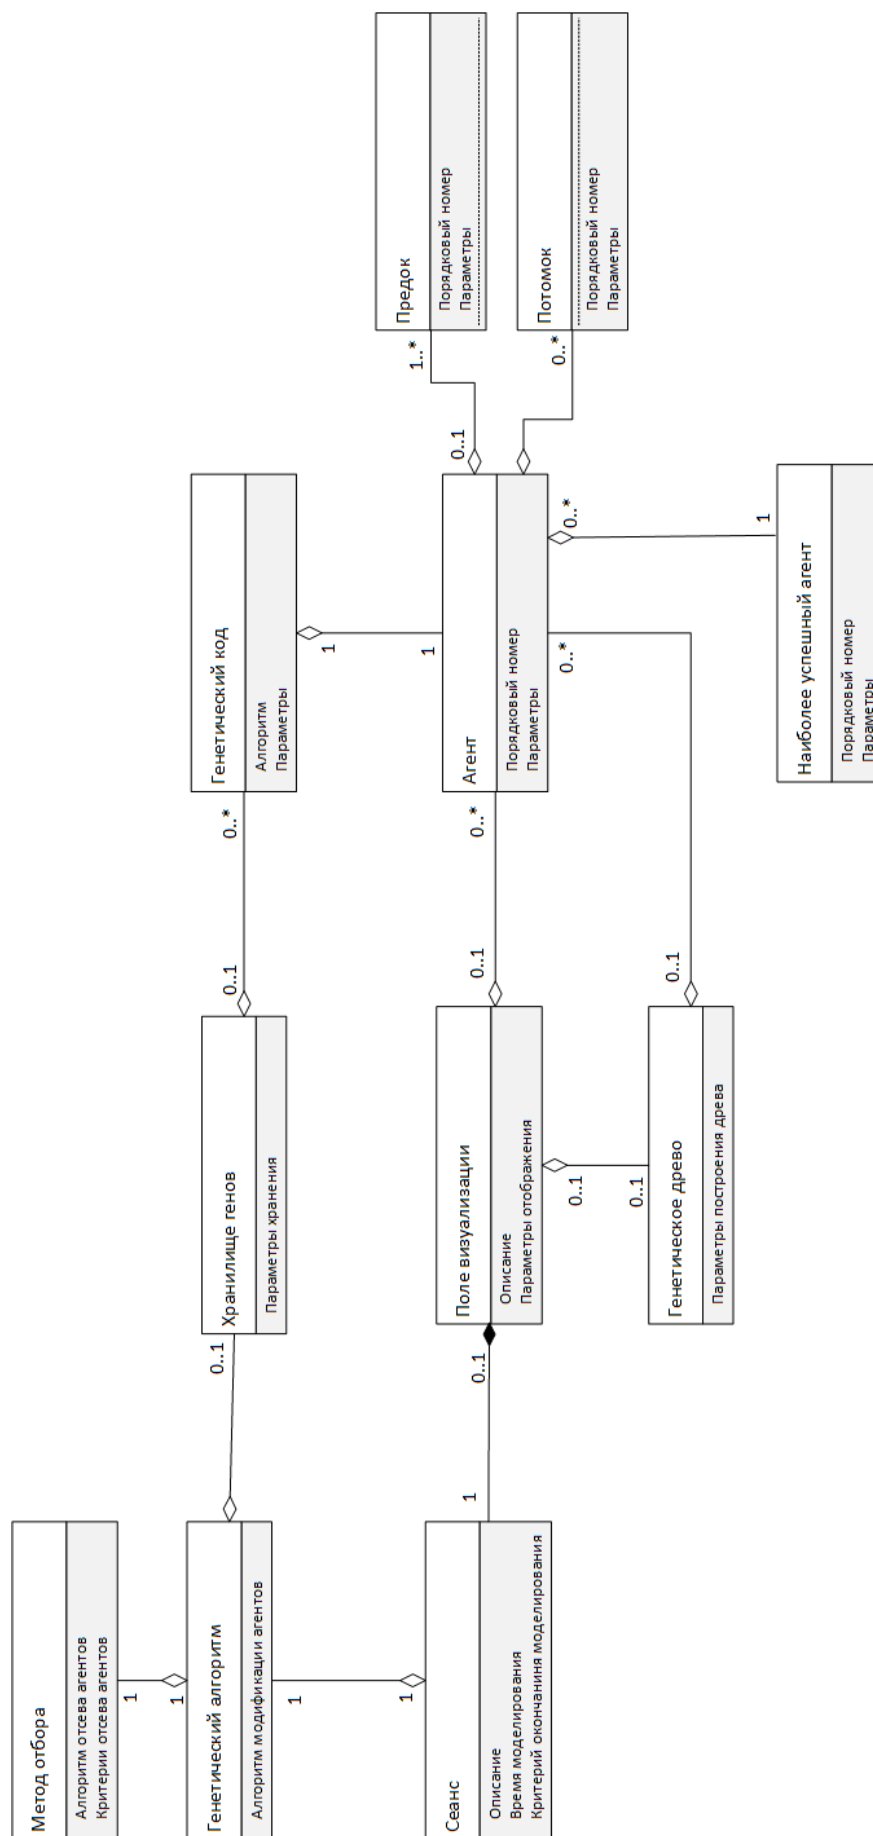 Метод отбора
Алгоритм отсева агентов
Критерии отсева агентов
1
1
Генетический алгоритм
Алгоритм модификации агентов
1
1
Сеанс
Описание
Время моделирования
Критерий окончанияня моделирования
0..1
Хранилище генов
Параметры хранения
0..1
0..*
Генетический код
Алгоритм
Параметры
1
1
1
0..1
Поле визуализации
Описание
Параметры отображения
0..1
0..*
Агент
Порядковый номер
Параметры
0..1
1..*
Предок
Порядковый номер
Параметры
0..*
Потомок
Порядковый номер
Параметры
0..1
0..1
Генетическое древо
Параметры построения древа
0..1
0..*
0..*
1
Наиболее успешный агент
Порядковый номер
Параметры